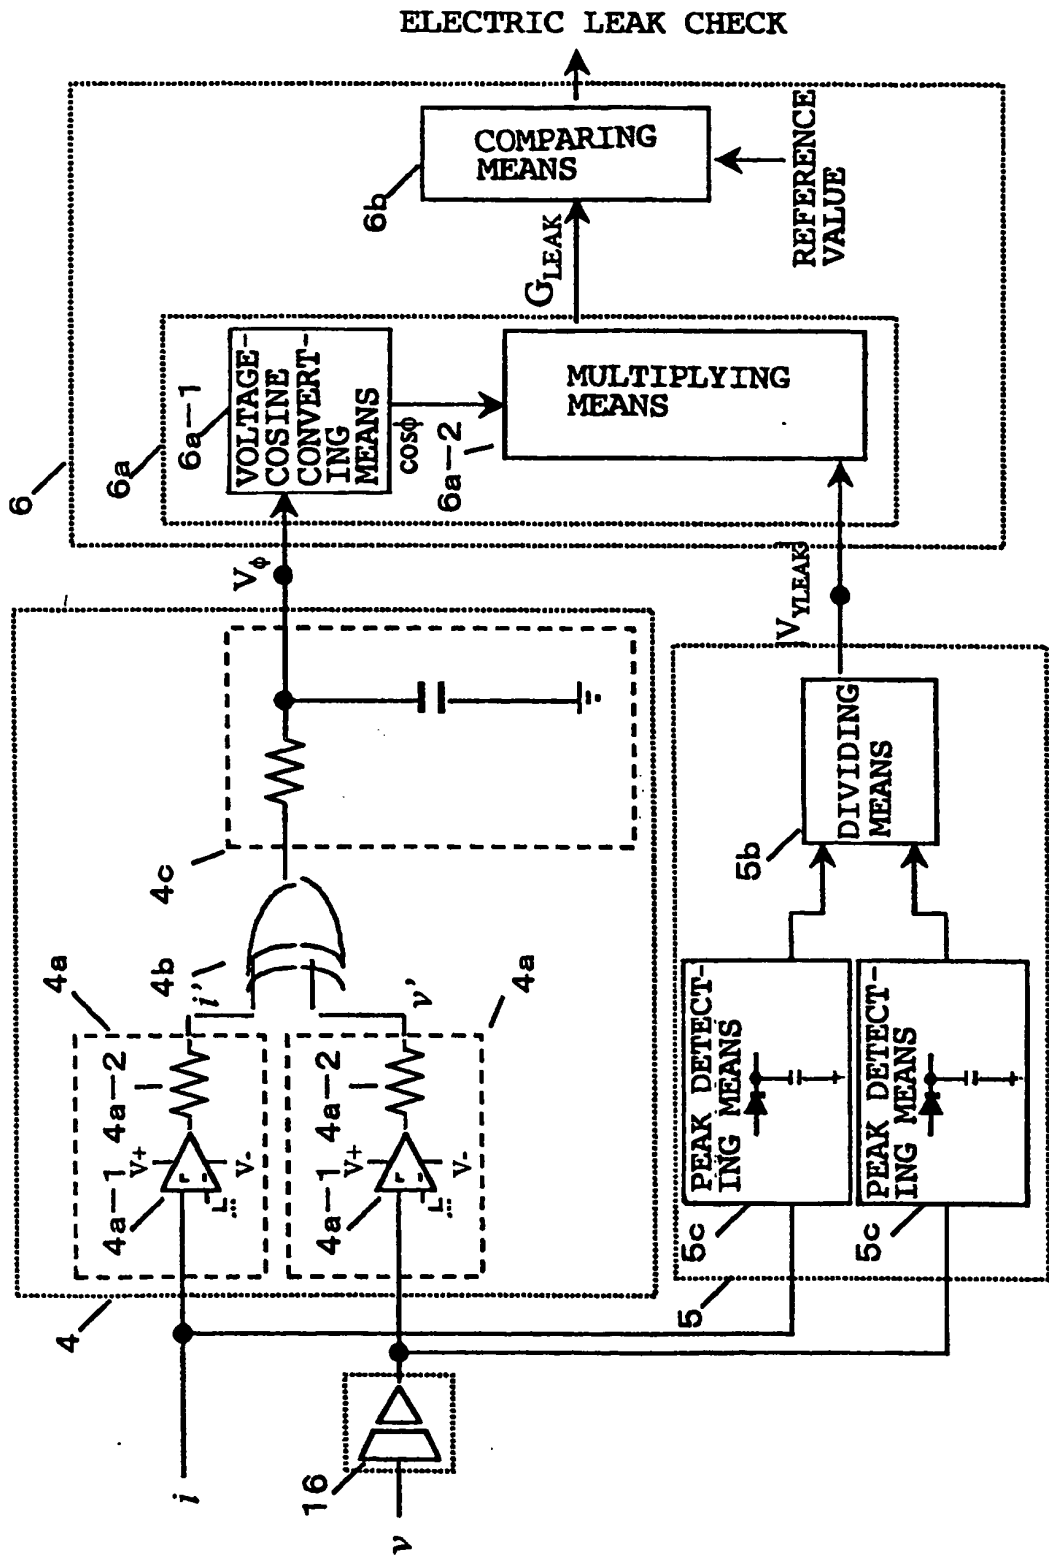 ELECTRIC LEAK CHECK
6
6a
6a-1
VOLTAGE-
COSINE
CONVERT-
ING
MEANS
cosφ
6a-2
MULTIPLYING
MEANS
GLEAK
6b
COMPARING
MEANS
REFERENCE
VALUE
Vφ
|VYLEAK|
4
4a
4a-1
4a-2
V+
V-
i'
4b
4c
4a
4a-1
4a-2
V+
V-
v'
i
v
16
5
5c
PEAK DETECT-
ING MEANS
5c
PEAK DETECT-
ING MEANS
5b
DIVIDING
MEANS